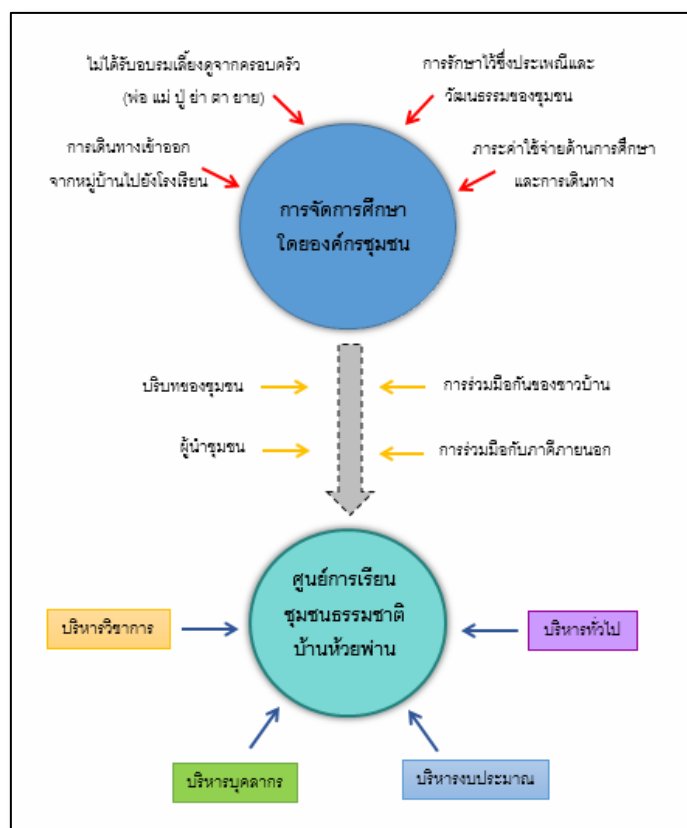 ไม่ได้รับอบรมเลี้ยงดูจากครอบครัว
(พ่อ แม่ ปู่ ย่า ตา ยาย)
การรักษาไว้ซึ่งประเพณีและ
วัฒนธรรมของชุมชน
การเดินทางเข้าออก
จากหมู่บ้านไปยังโรงเรียน
ภาระค่าใช้จ่ายด้านการศึกษา
และการเดินทาง
การจัดการศึกษา
โดยองค์กรชุมชน
บริบทของชุมชน
การร่วมมือกันของชาวบ้าน
ผู้นำชุมชน
การร่วมมือกับภาคีภายนอก
ศูนย์การเรียน
ชุมชนธรรมชาติ
บ้านห้วยพ่าน
บริหารวิชาการ
บริหารทั่วไป
บริหารบุคลากร
บริหารงบประมาณ